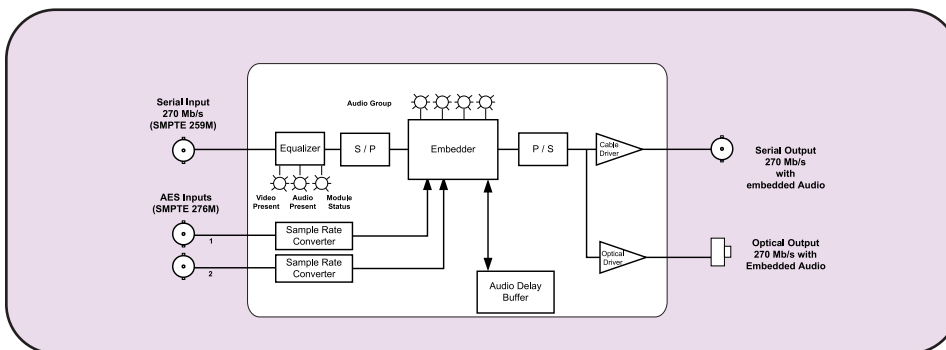 Serial Input
270 Mb/s
(SMPTE 259M)
Audio Group
Equalizer
S / P
Embedder
P / S
Cable
Driver
Serial Output
270 Mb/s
with
embedded Audio
Video
Present
Audio
Present
Module
Status
AES Inputs
(SMPTE 276M)
1
Sample Rate
Converter
2
Sample Rate
Converter
Audio Delay
Buffer
Optical
Driver
Optical Output
270 Mb/s with
Embedded Audio